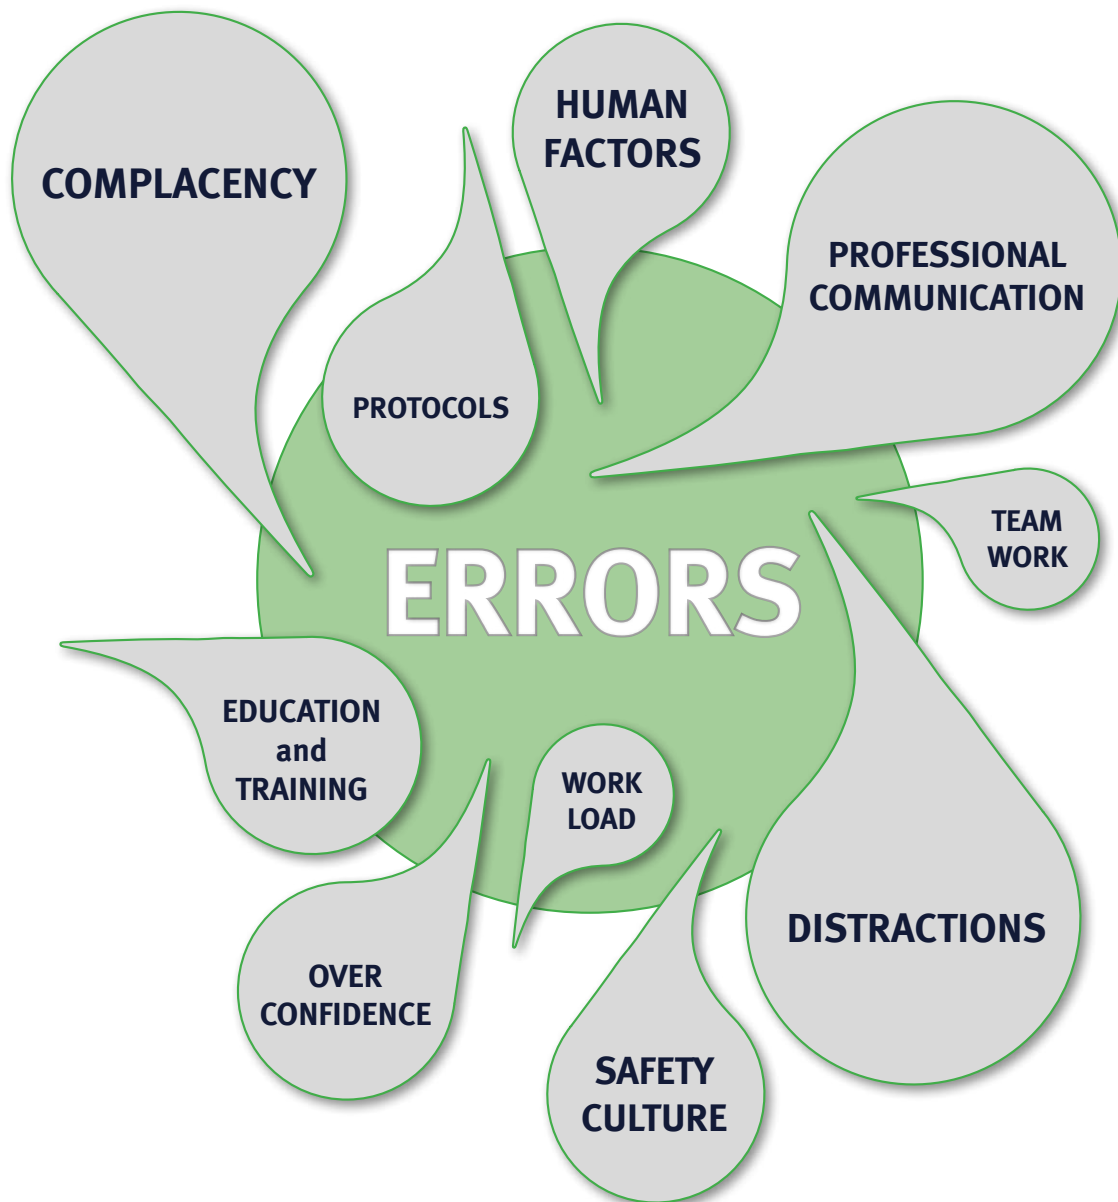 HUMAN
FACTORS
COMPLACENCY
PROFESSIONAL
COMMUNICATION
PROTOCOLS
TEAM
WORK
ERRORS
EDUCATION
and
TRAINING
WORK
LOAD
DISTRACTIONS
OVER
CONFIDENCE
SAFETY
CULTURE